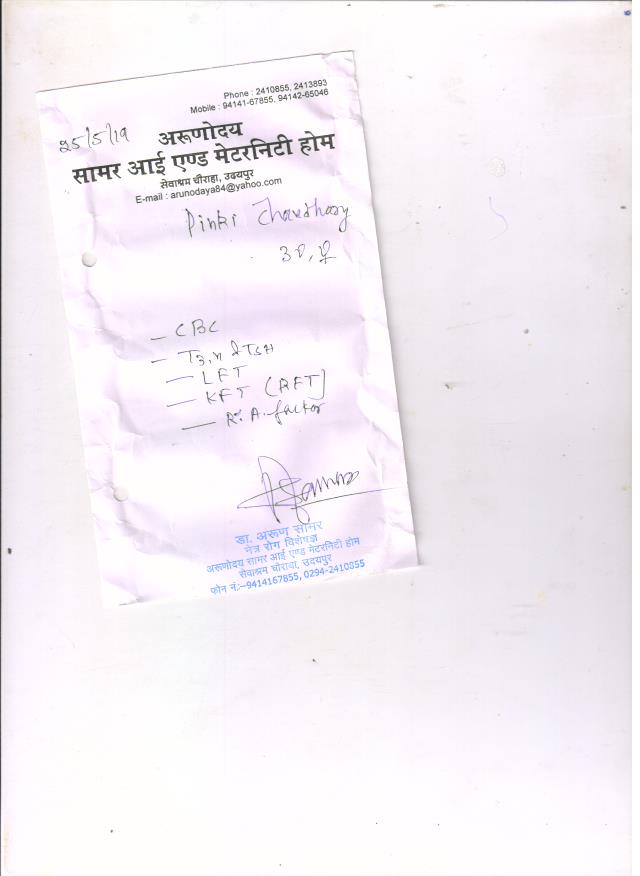 Phone : 2410855, 2413893
Mobile : 94141-67855, 94142-65046
25/5/19
अरूणोदय
सामर आई एण्ड मेटरनिटी होम
सेवाश्रम चौराहा, उदयपुर
E-mail : arunodaya84@yahoo.com
Pinki Choudhary
30, ♀
– CBC
– T3, T4 & TSH
– LFT
– KFT (RFT)
– R. A. factor
डा. अरूण सामर
नेत्र रोग विशेषज्ञ
अरूणोदय सामर आई एण्ड मेटरनिटी होम
सेवाश्रम चौराया, उदयपुर
फोन नं:–9414167855, 0294-2410855